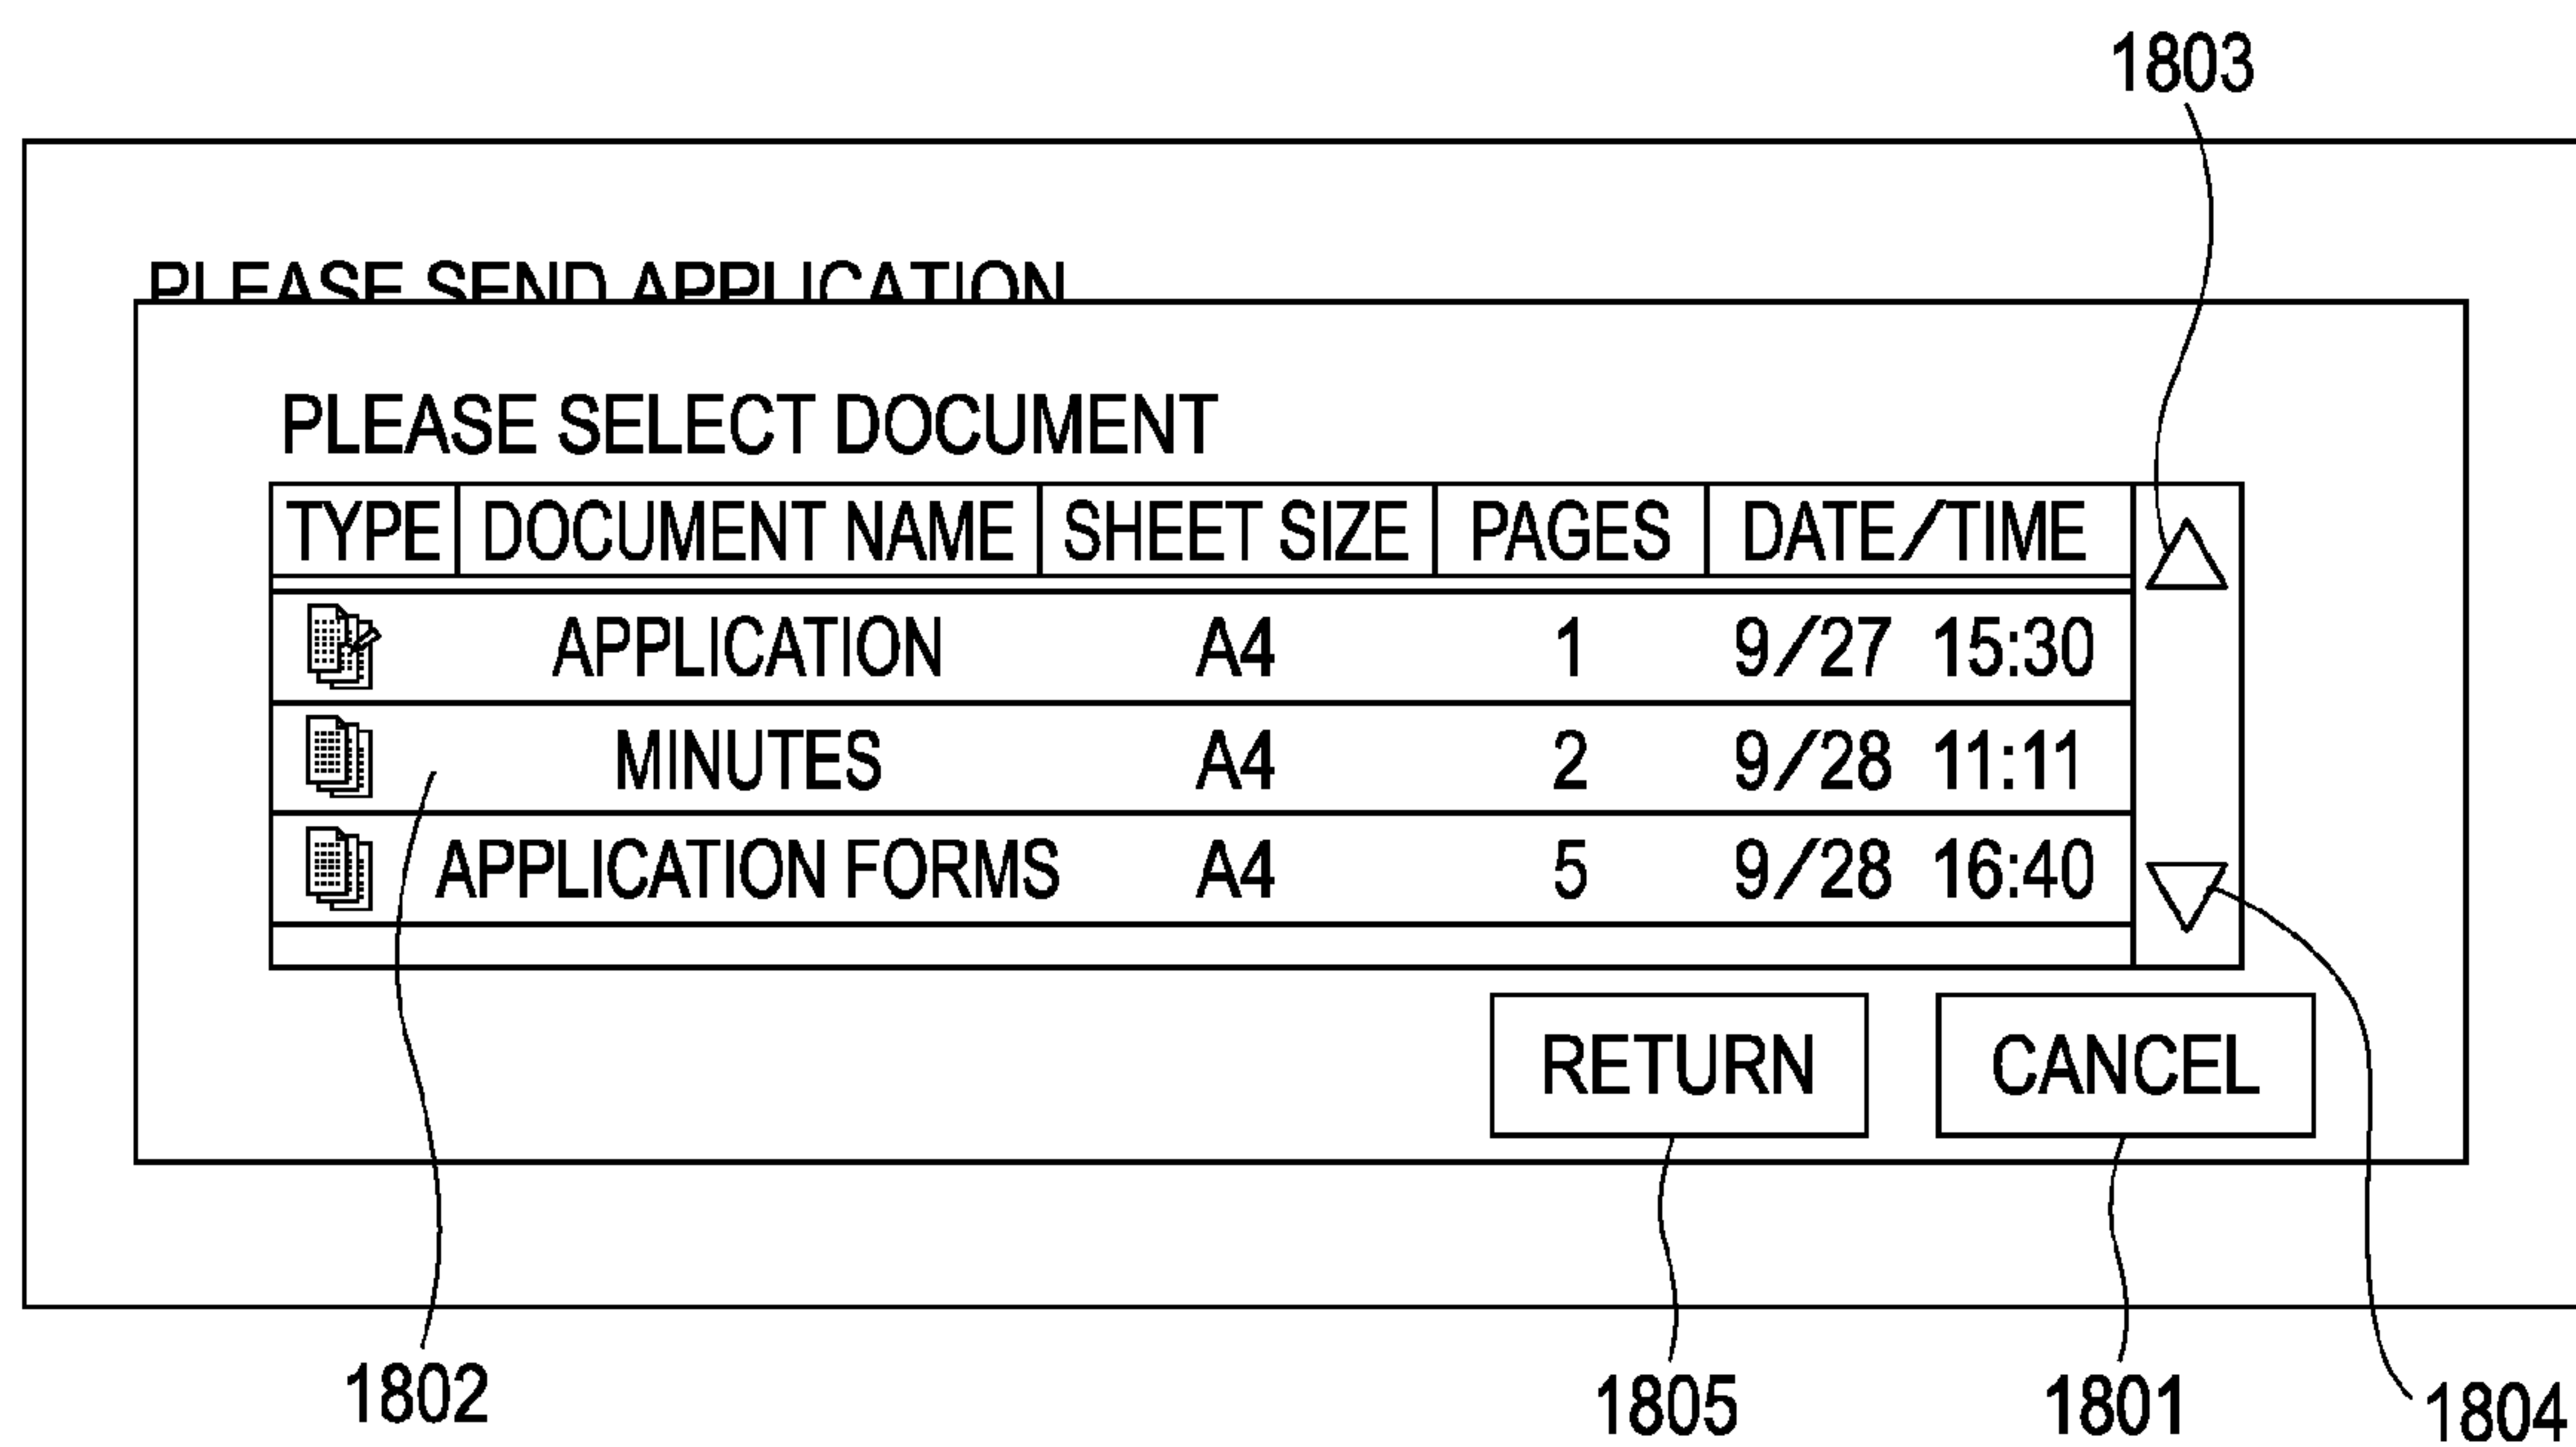 1803
PLEASE SEND APPLICATION
PLEASE SELECT DOCUMENT
TYPE DOCUMENT NAME SHEET SIZE PAGES DATE/TIME
APPLICATION A4 1 9/27 15:30
MINUTES A4 2 9/28 11:11
APPLICATION FORMS A4 5 9/28 16:40
RETURN CANCEL
1802 1805 1801 1804